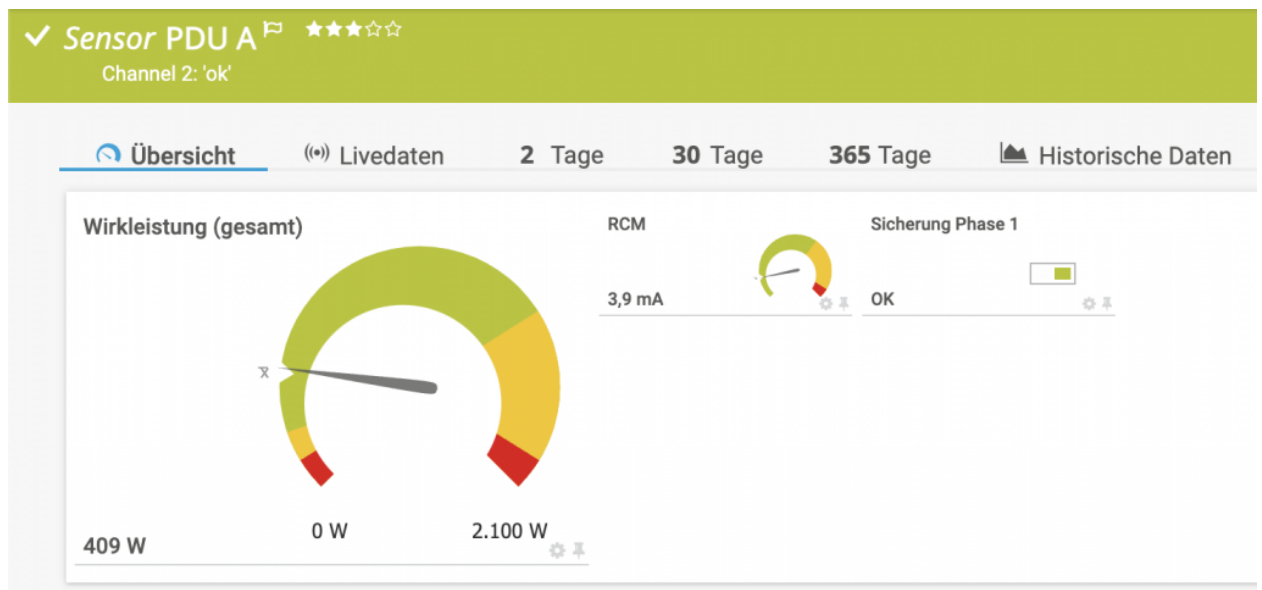 Sensor PDU A
Channel 2: 'ok'
Übersicht
Livedaten
2 Tage
30 Tage
365 Tage
Historische Daten
Wirkleistung (gesamt)
x̄
0 W
2.100 W
409 W
RCM
3,9 mA
Sicherung Phase 1
OK